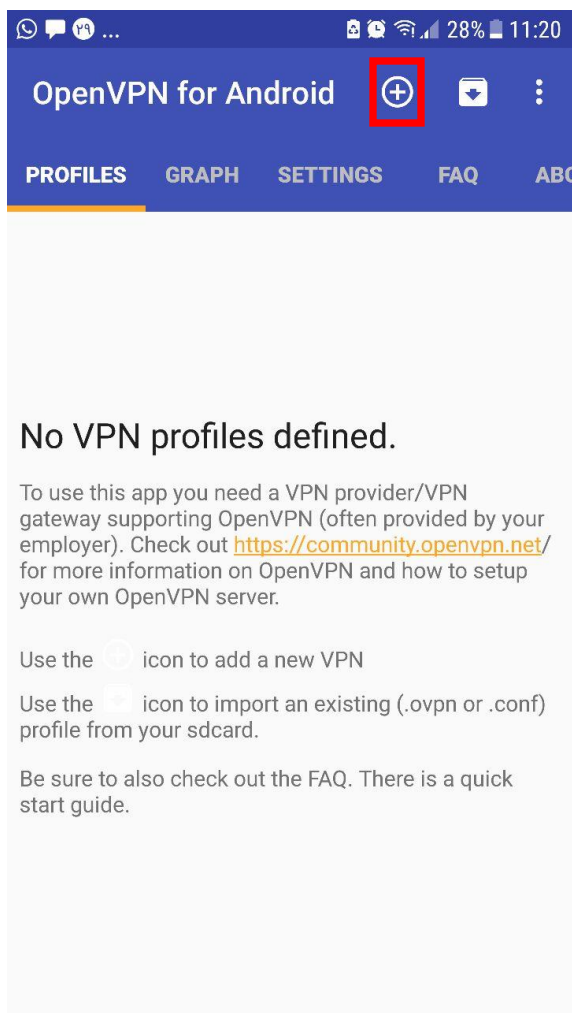 ۲۹ ... 28% 11:20
OpenVPN for Android
PROFILES GRAPH SETTINGS FAQ ABO
No VPN profiles defined.
To use this app you need a VPN provider/VPN
gateway supporting OpenVPN (often provided by your
employer). Check out https://community.openvpn.net/
for more information on OpenVPN and how to setup
your own OpenVPN server.
Use the icon to add a new VPN
Use the icon to import an existing (.ovpn or .conf)
profile from your sdcard.
Be sure to also check out the FAQ. There is a quick
start guide.